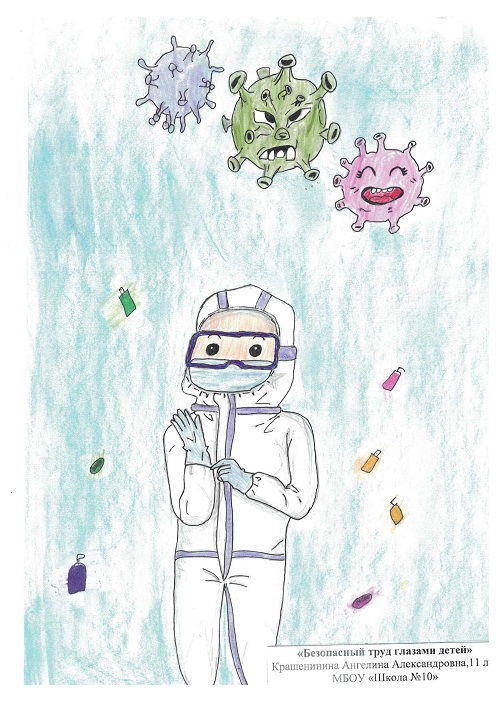 «Безопасный труд глазами детей»
Крашенинина Ангелина Александровна,11 л
МБОУ «Школа №10»